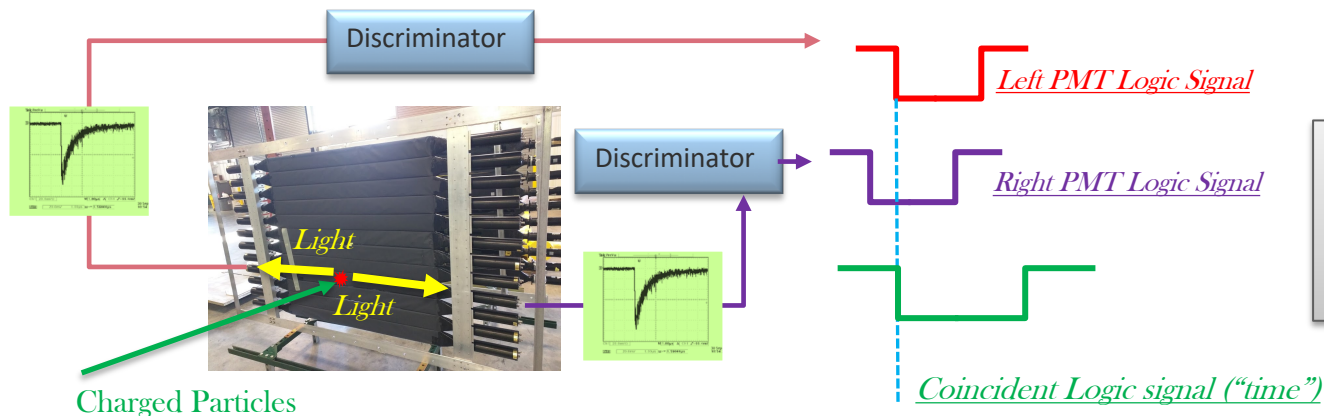 Discriminator
Left PMT Logic Signal
Discriminator
Right PMT Logic Signal
Light
Light
Coincident Logic signal (“time”)
Charged Particles